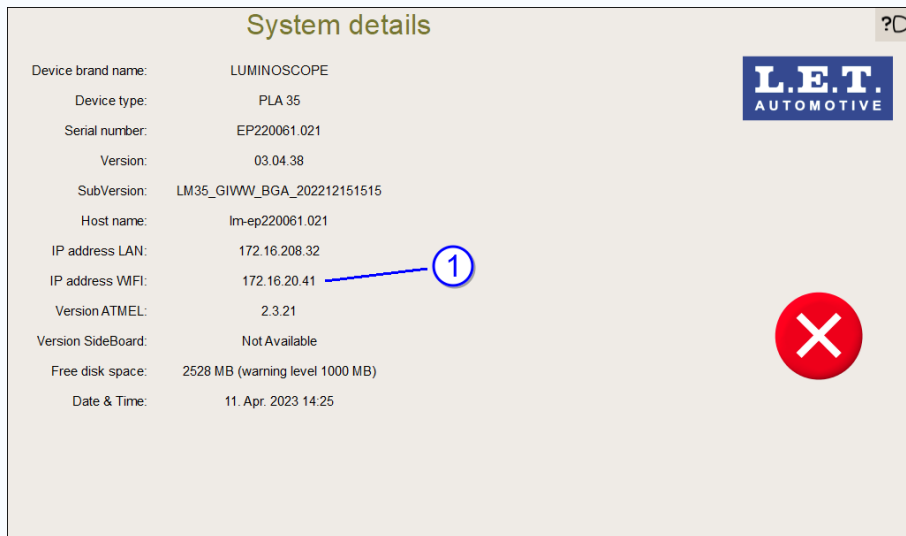 System details
?
L.E.T.
AUTOMOTIVE
Device brand name: LUMINOSCOPE
Device type: PLA 35
Serial number: EP220061.021
Version: 03.04.38
SubVersion: LM35_GIWW_BGA_202212151515
Host name: lm-ep220061.021
IP address LAN: 172.16.208.32
IP address WIFI: 172.16.20.41
1
Version ATMEL: 2.3.21
Version SideBoard: Not Available
Free disk space: 2528 MB (warning level 1000 MB)
Date & Time: 11. Apr. 2023 14:25